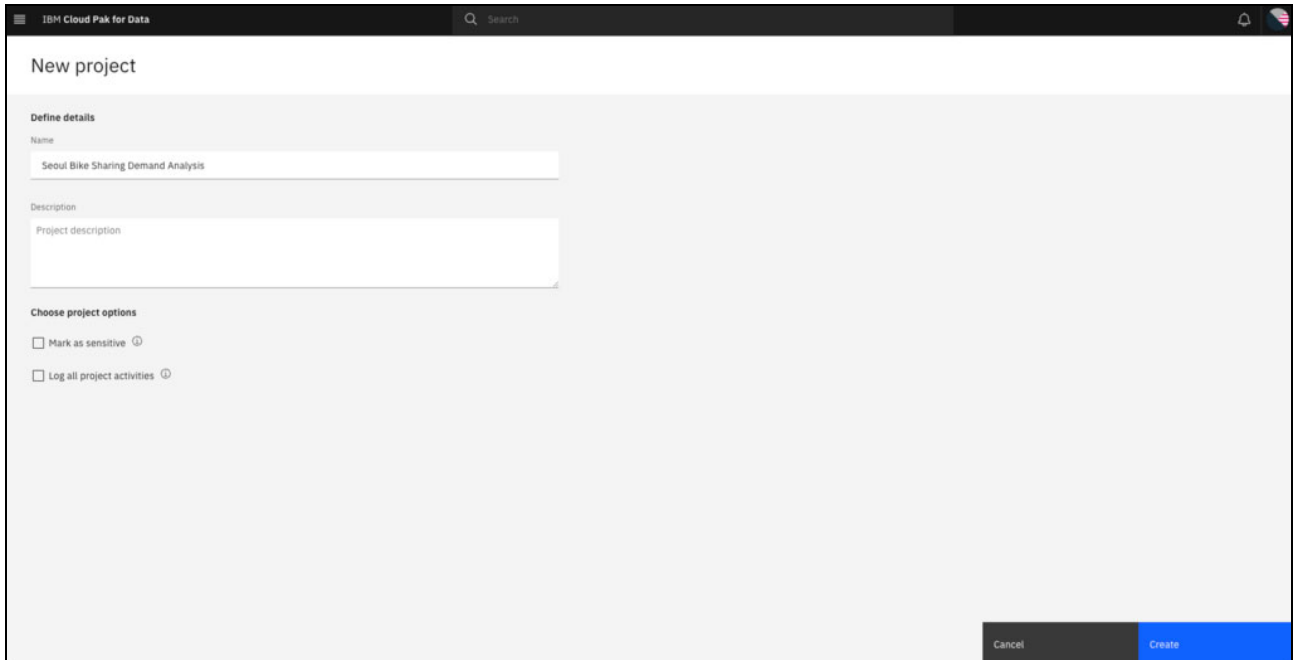 IBM Cloud Pak for Data
Search
New project
Define details
Name
Seoul Bike Sharing Demand Analysis
Description
Project description
Choose project options
Mark as sensitive
Log all project activities
Cancel
Create